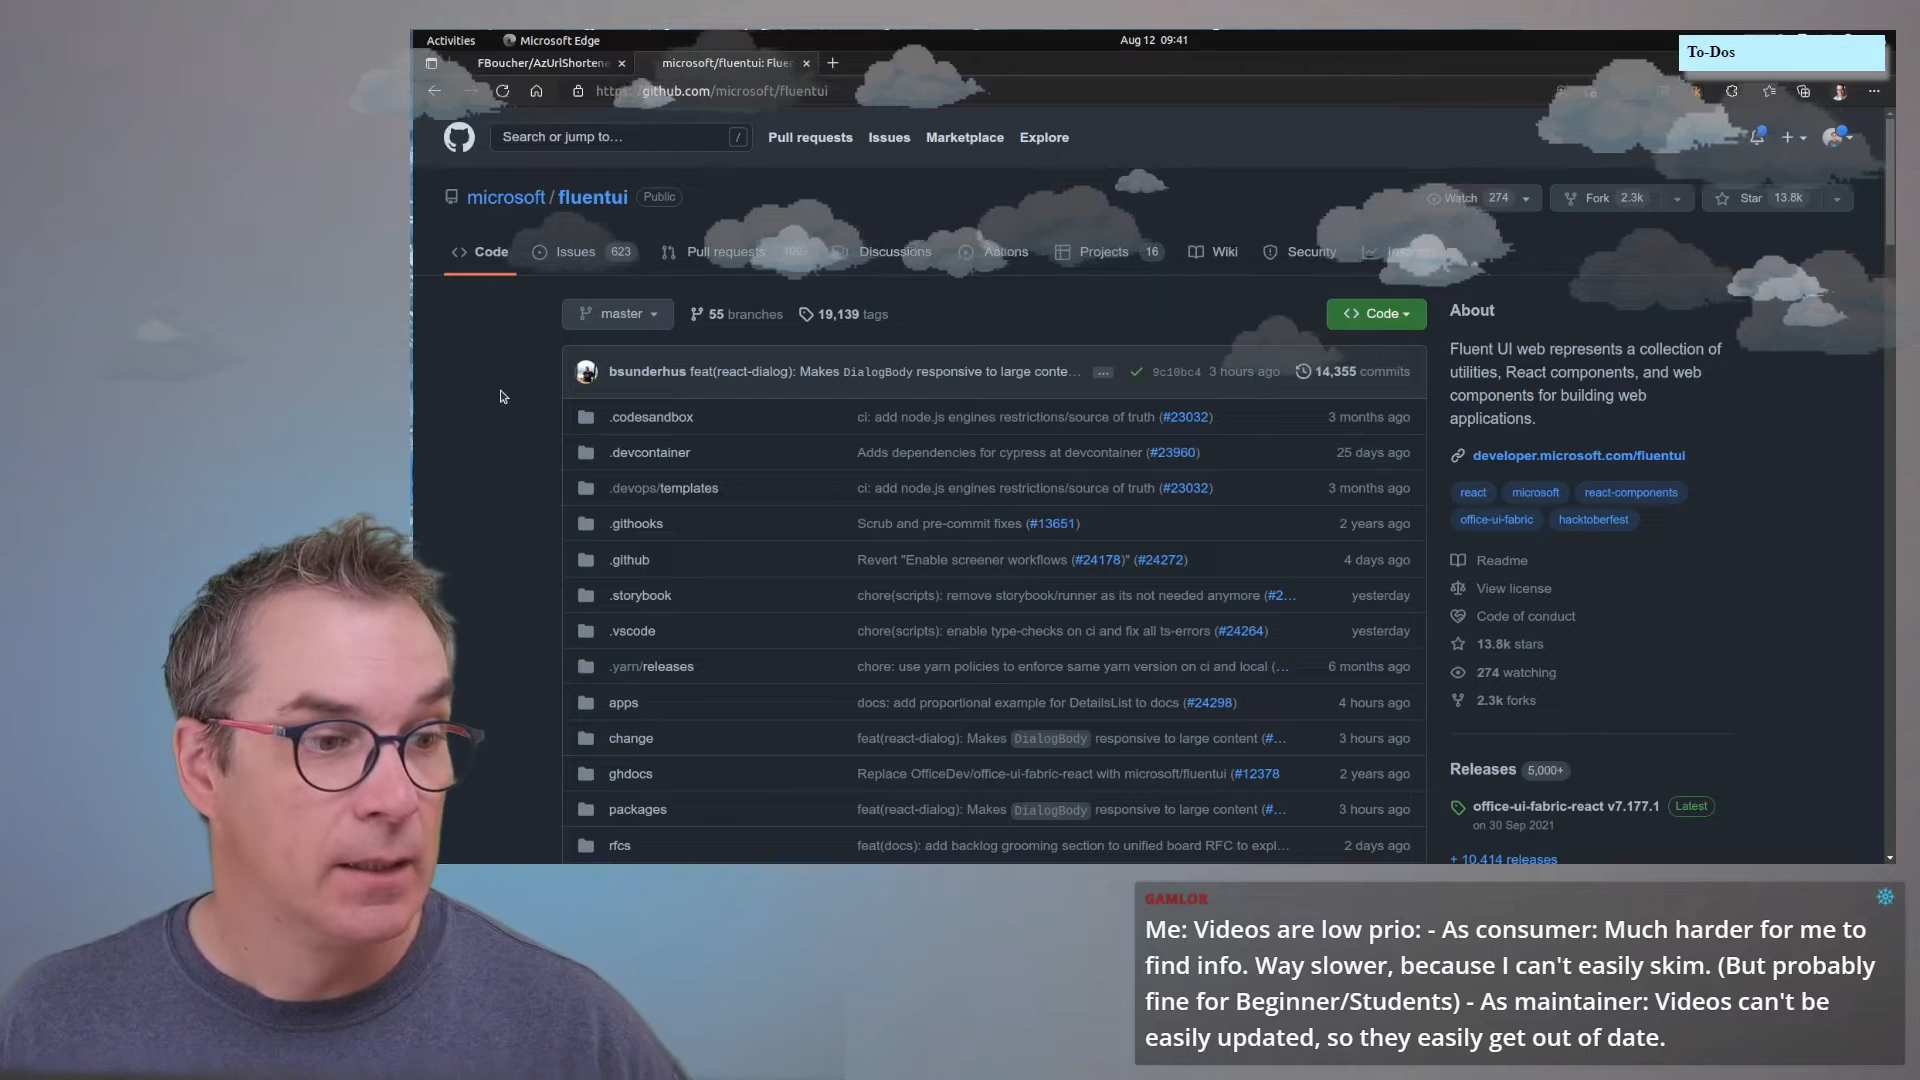 Activities
Microsoft Edge
Aug 12 09:41
To-Dos
FBoucher/AzUrlShortene
microsoft/fluentui: Flue
https://github.com/microsoft/fluentui
Search or jump to…
/
Pull requests
Issues
Marketplace
Explore
microsoft / fluentui
Public
Watch 274
Fork 2.3k
Star 13.8k
Code
Issues 623
Pull requests
Discussions
Actions
Projects 16
Wiki
Security
master
55 branches
19,139 tags
Code
About
Fluent UI web represents a collection of
utilities, React components, and web
components for building web
applications.
developer.microsoft.com/fluentui
react
microsoft
react-components
office-ui-fabric
hacktoberfest
Readme
View license
Code of conduct
13.8k stars
274 watching
2.3k forks
Releases 5,000+
office-ui-fabric-react v7.177.1 Latest
on 30 Sep 2021
+ 10,414 releases
bsunderhus feat(react-dialog): Makes DialogBody responsive to large conte… ... 9c10bc4 3 hours ago 14,355 commits
.codesandbox ci: add node.js engines restrictions/source of truth (#23032) 3 months ago
.devcontainer Adds dependencies for cypress at devcontainer (#23960) 25 days ago
.devops/templates ci: add node.js engines restrictions/source of truth (#23032) 3 months ago
.githooks Scrub and pre-commit fixes (#13651) 2 years ago
.github Revert "Enable screener workflows (#24178)" (#24272) 4 days ago
.storybook chore(scripts): remove storybook/runner as its not needed anymore (#2… yesterday
.vscode chore(scripts): enable type-checks on ci and fix all ts-errors (#24264) yesterday
.yarn/releases chore: use yarn policies to enforce same yarn version on ci and local (… 6 months ago
apps docs: add proportional example for DetailsList to docs (#24298) 4 hours ago
change feat(react-dialog): Makes DialogBody responsive to large content (#… 3 hours ago
ghdocs Replace OfficeDev/office-ui-fabric-react with microsoft/fluentui (#12378 2 years ago
packages feat(react-dialog): Makes DialogBody responsive to large content (#… 3 hours ago
rfcs feat(docs): add backlog grooming section to unified board RFC to expl… 2 days ago
GAMLOR
Me: Videos are low prio: - As consumer: Much harder for me to
find info. Way slower, because I can't easily skim. (But probably
fine for Beginner/Students) - As maintainer: Videos can't be
easily updated, so they easily get out of date.